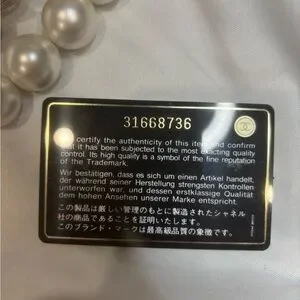 31668736
certify the authenticity of this item and confirm
that it has been subjected to the most exacting quality
control. Its high quality is a symbol of the fine reputation
of the Trademark.
Wir bestätigen, dass es sich um einen Artikel handelt,
der während seiner Herstellung strengsten Kontrollen
unterworfen war, und dessen erstklassige Qualität
dem hohen Ansehen unserer Marke entspricht.
この製品は厳しい管理のもとに製造されたシャネル
社の商品であることを証明いたします。
このブランド・マークは最高級品質の象徴です。